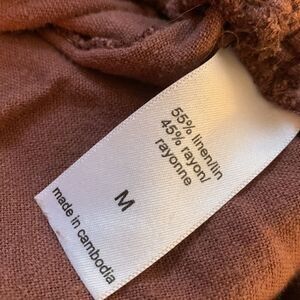 55% linen/lin
45% rayon/
rayonne
M
made in cambodia